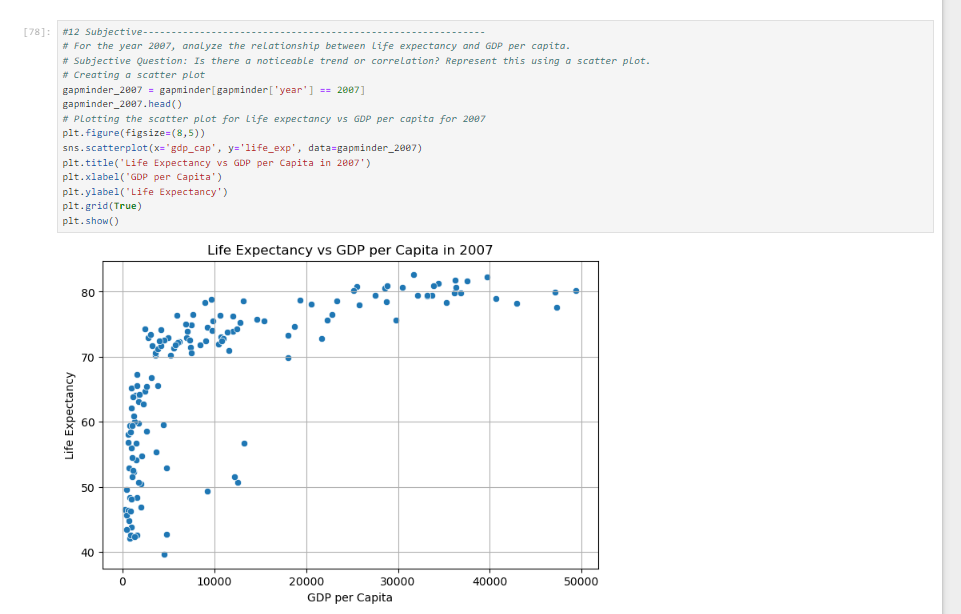 [78]:
#12 Subjective------------------------------------------------------------
# For the year 2007, analyze the relationship between life expectancy and GDP per capita.
# Subjective Question: Is there a noticeable trend or correlation? Represent this using a scatter plot.
# Creating a scatter plot
gapminder_2007 = gapminder[gapminder['year'] == 2007]
gapminder_2007.head()
# Plotting the scatter plot for life expectancy vs GDP per capita for 2007
plt.figure(figsize=(8,5))
sns.scatterplot(x='gdp_cap', y='life_exp', data=gapminder_2007)
plt.title('Life Expectancy vs GDP per Capita in 2007')
plt.xlabel('GDP per Capita')
plt.ylabel('Life Expectancy')
plt.grid(True)
plt.show()
Life Expectancy vs GDP per Capita in 2007
Life Expectancy
80
70
60
50
40
0 10000 20000 30000 40000 50000
GDP per Capita